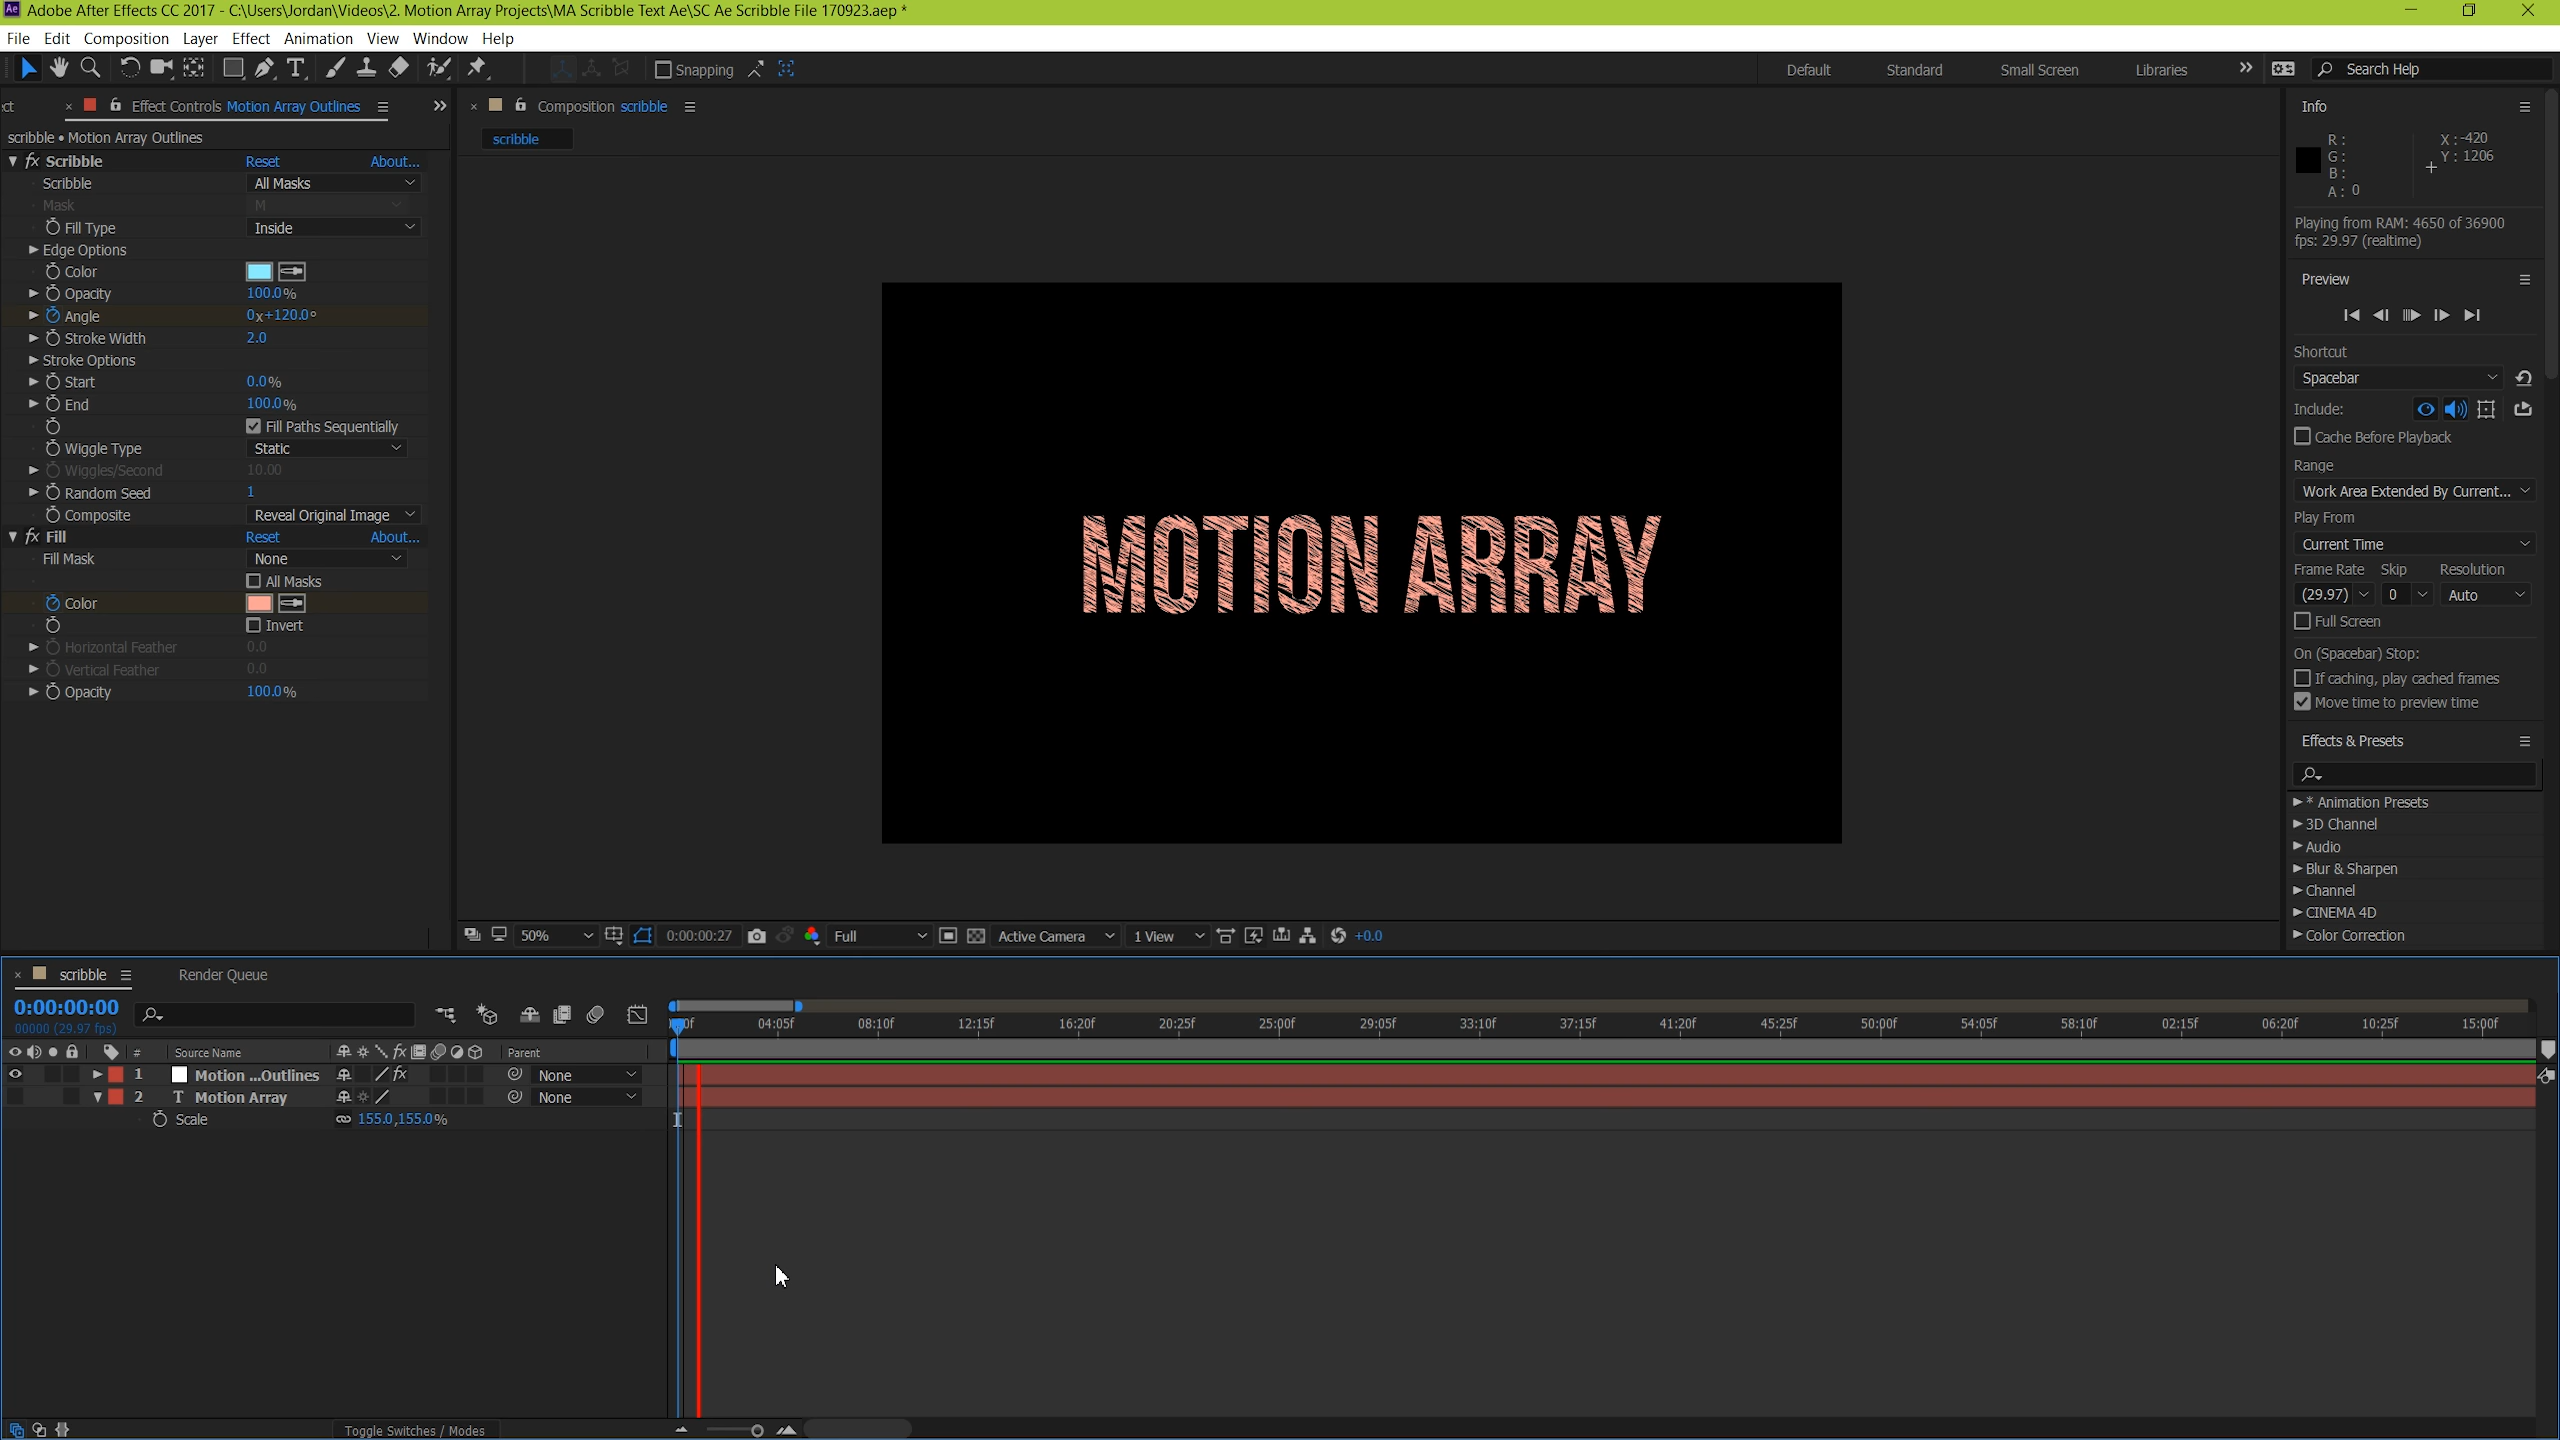 Adobe After Effects CC 2017 - C:\Users\Jordan\Videos\2. Motion Array Projects\MA Scribble Text Ae\SC Ae Scribble File 170923.aep *
File Edit Composition Layer Effect Animation View Window Help
Snapping Default Standard Small Screen Libraries Search Help
Effect Controls Motion Array Outlines
scribble • Motion Array Outlines
Scribble Reset About...
Scribble All Masks
Mask M
Fill Type Inside
Edge Options
Color
Opacity 100.0%
Angle 0x+120.0°
Stroke Width 2.0
Stroke Options
Start 0.0%
End 100.0%
Fill Paths Sequentially
Wiggle Type Static
Wiggles/Second 10.00
Random Seed 1
Composite Reveal Original Image
Fill Reset About...
Fill Mask None
All Masks
Color
Invert
Horizontal Feather 0.0
Vertical Feather 0.0
Opacity 100.0%
Composition scribble
scribble
MOTION ARRAY
50% 0:00:00:27 Full Active Camera 1 View +0.0
Info
R: X: -420
G: Y: 1206
B:
A: 0
Playing from RAM: 4650 of 36900
fps: 29.97 (realtime)
Preview
Shortcut
Spacebar
Include:
Cache Before Playback
Range
Work Area Extended By Current...
Play From
Current Time
Frame Rate Skip Resolution
(29.97) 0 Auto
Full Screen
On (Spacebar) Stop:
If caching, play cached frames
Move time to preview time
Effects & Presets
* Animation Presets
3D Channel
Audio
Blur & Sharpen
Channel
CINEMA 4D
Color Correction
scribble Render Queue
0:00:00:00
00000 (29.97 fps)
04:05f 08:10f 12:15f 16:20f 20:25f 25:00f 29:05f 33:10f 37:15f 41:20f 45:25f 50:00f 54:05f 58:10f 02:15f 06:20f 10:25f 15:00f
# Source Name fx Parent
1 Motion ...Outlines fx None
2 T Motion Array None
Scale 155.0,155.0%
Toggle Switches / Modes